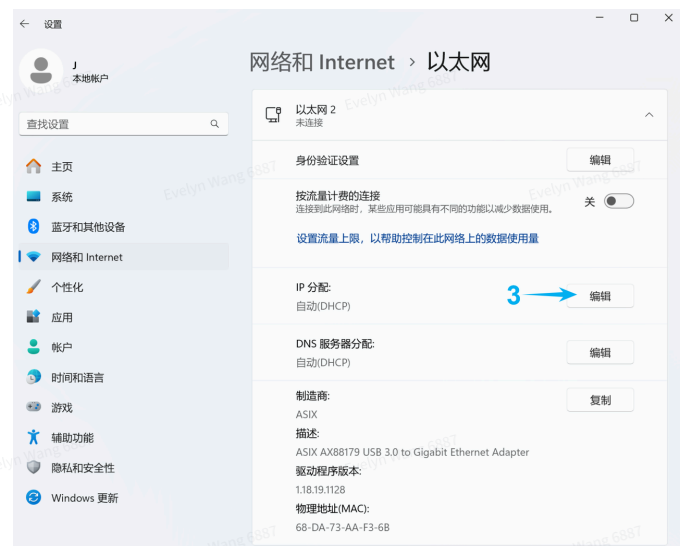 设置
J
本地帐户
查找设置
主页
系统
蓝牙和其他设备
网络和 Internet
个性化
应用
帐户
时间和语言
游戏
辅助功能
隐私和安全性
Windows 更新
网络和 Internet › 以太网
以太网 2
未连接
身份验证设置
编辑
按流量计费的连接
连接到此网络时，某些应用可能具有不同的功能以减少数据使用。
关
设置流量上限，以帮助控制在此网络上的数据使用量
IP 分配:
自动(DHCP)
3
编辑
DNS 服务器分配:
自动(DHCP)
编辑
制造商:
复制
ASIX
描述:
ASIX AX88179 USB 3.0 to Gigabit Ethernet Adapter
驱动程序版本:
1.18.19.1128
物理地址(MAC):
68-DA-73-AA-F3-6B
Evelyn Wang 6887
Evelyn Wang 6887
Evelyn Wang 6887